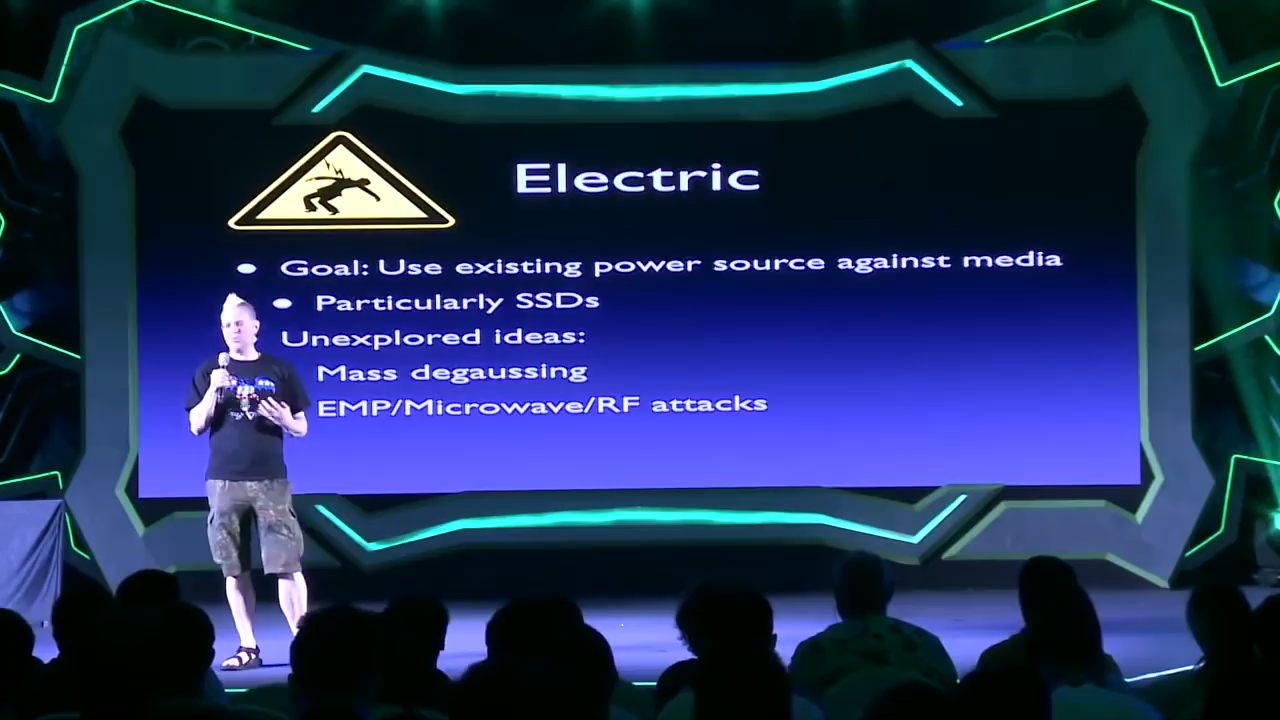 Electric
Goal: Use existing power source against media
Particularly SSDs
Unexplored ideas:
Mass degaussing
EMP/Microwave/RF attacks